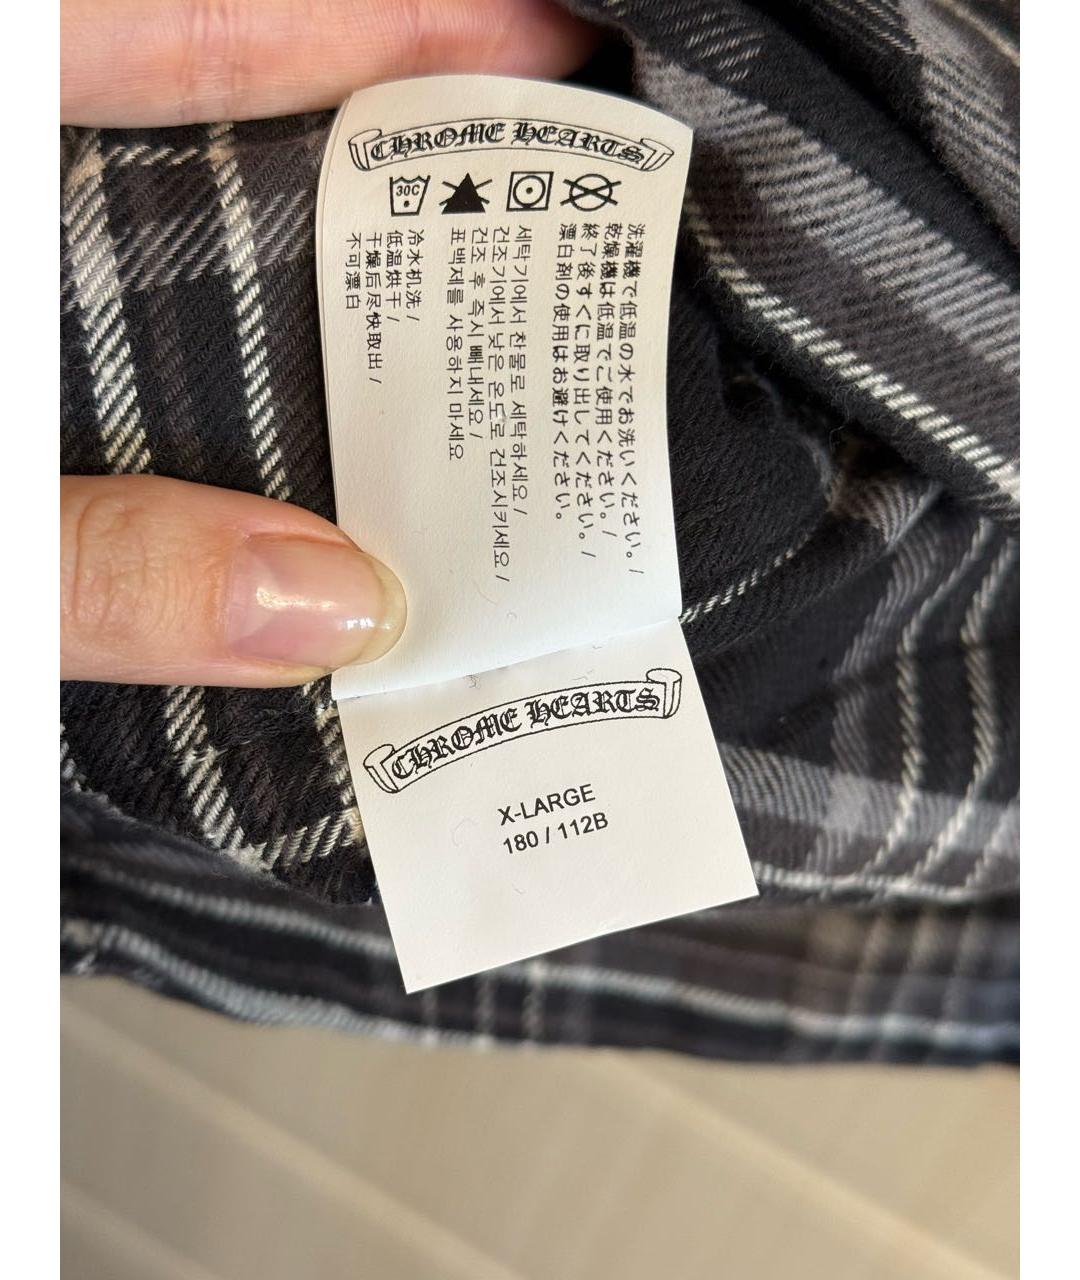 CHROME HEARTS
30C
洗濯機で低温の水でお洗いください。/
乾燥機は低温でご使用ください。/
終了後すぐに取り出してください。/
漂白剤の使用はお避けください。
세탁기에서 찬물로 세탁하세요 /
건조기에서 낮은 온도로 건조시키세요 /
건조 후 즉시 빼내세요 /
표백제를 사용하지 마세요
冷水机洗 /
低温烘干 /
干燥后尽快取出 /
不可漂白
CHROME HEARTS
X-LARGE
180 / 112B